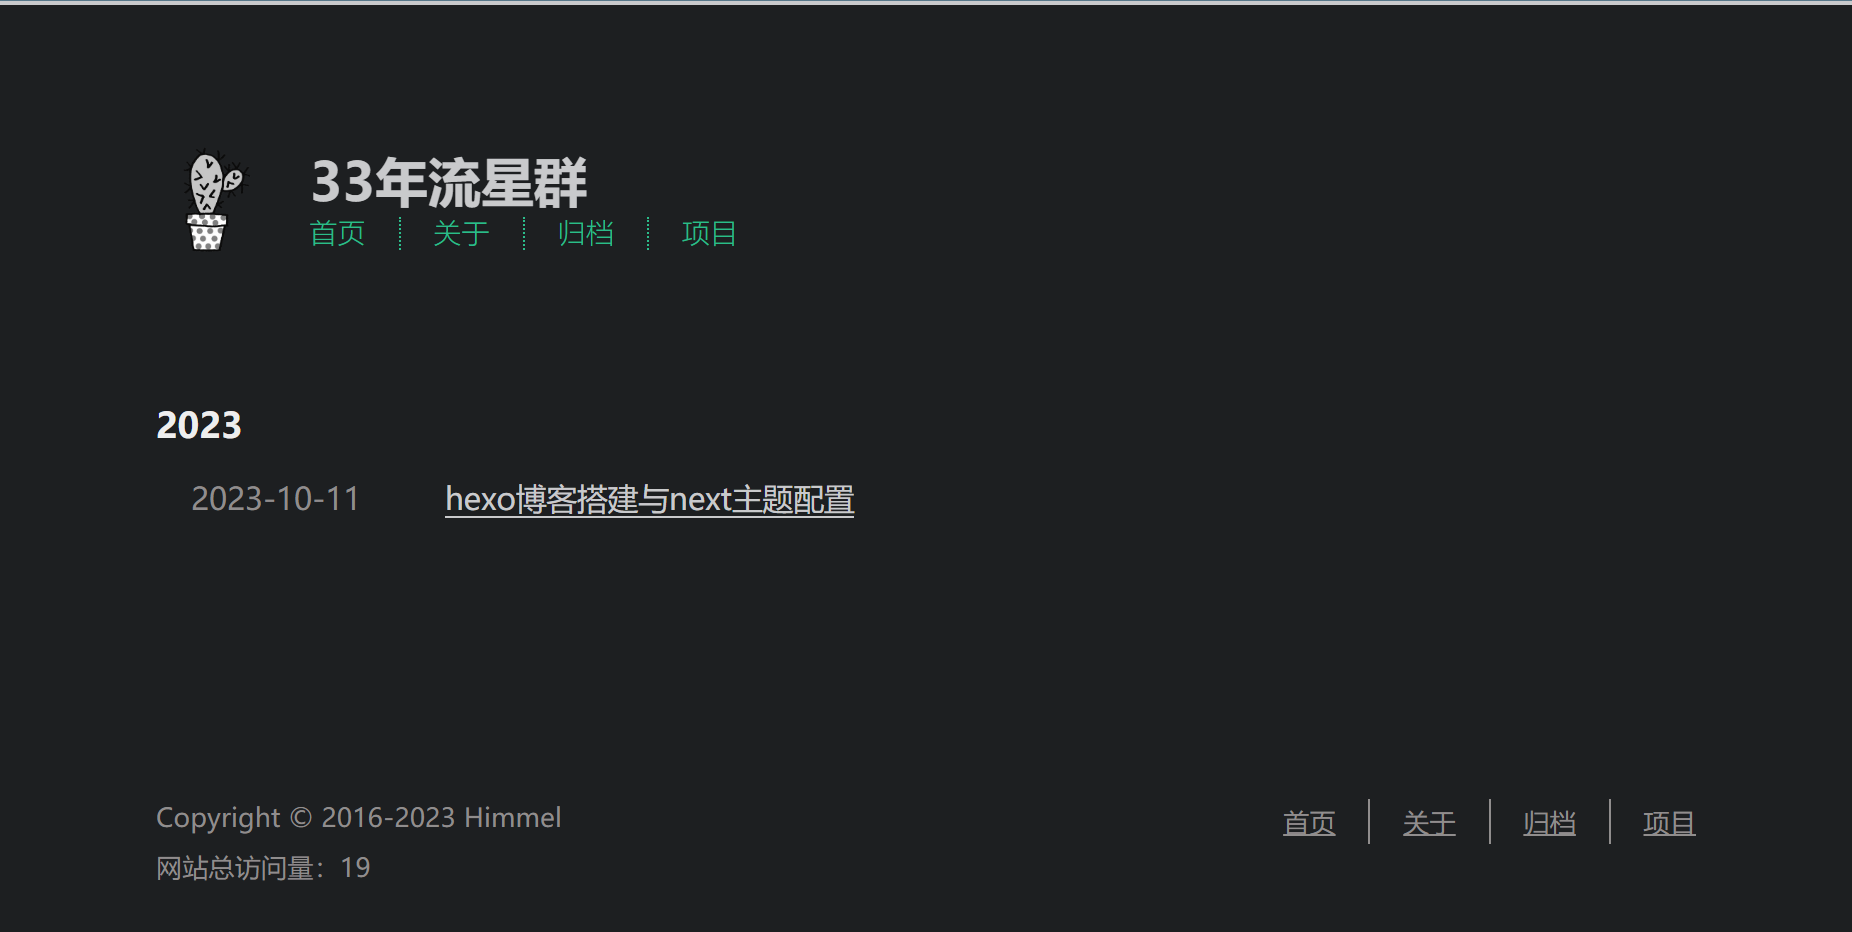 33年流星群
首页 关于 归档 项目
2023
2023-10-11 hexo博客搭建与next主题配置
Copyright © 2016-2023 Himmel
首页 关于 归档 项目
网站总访问量：19